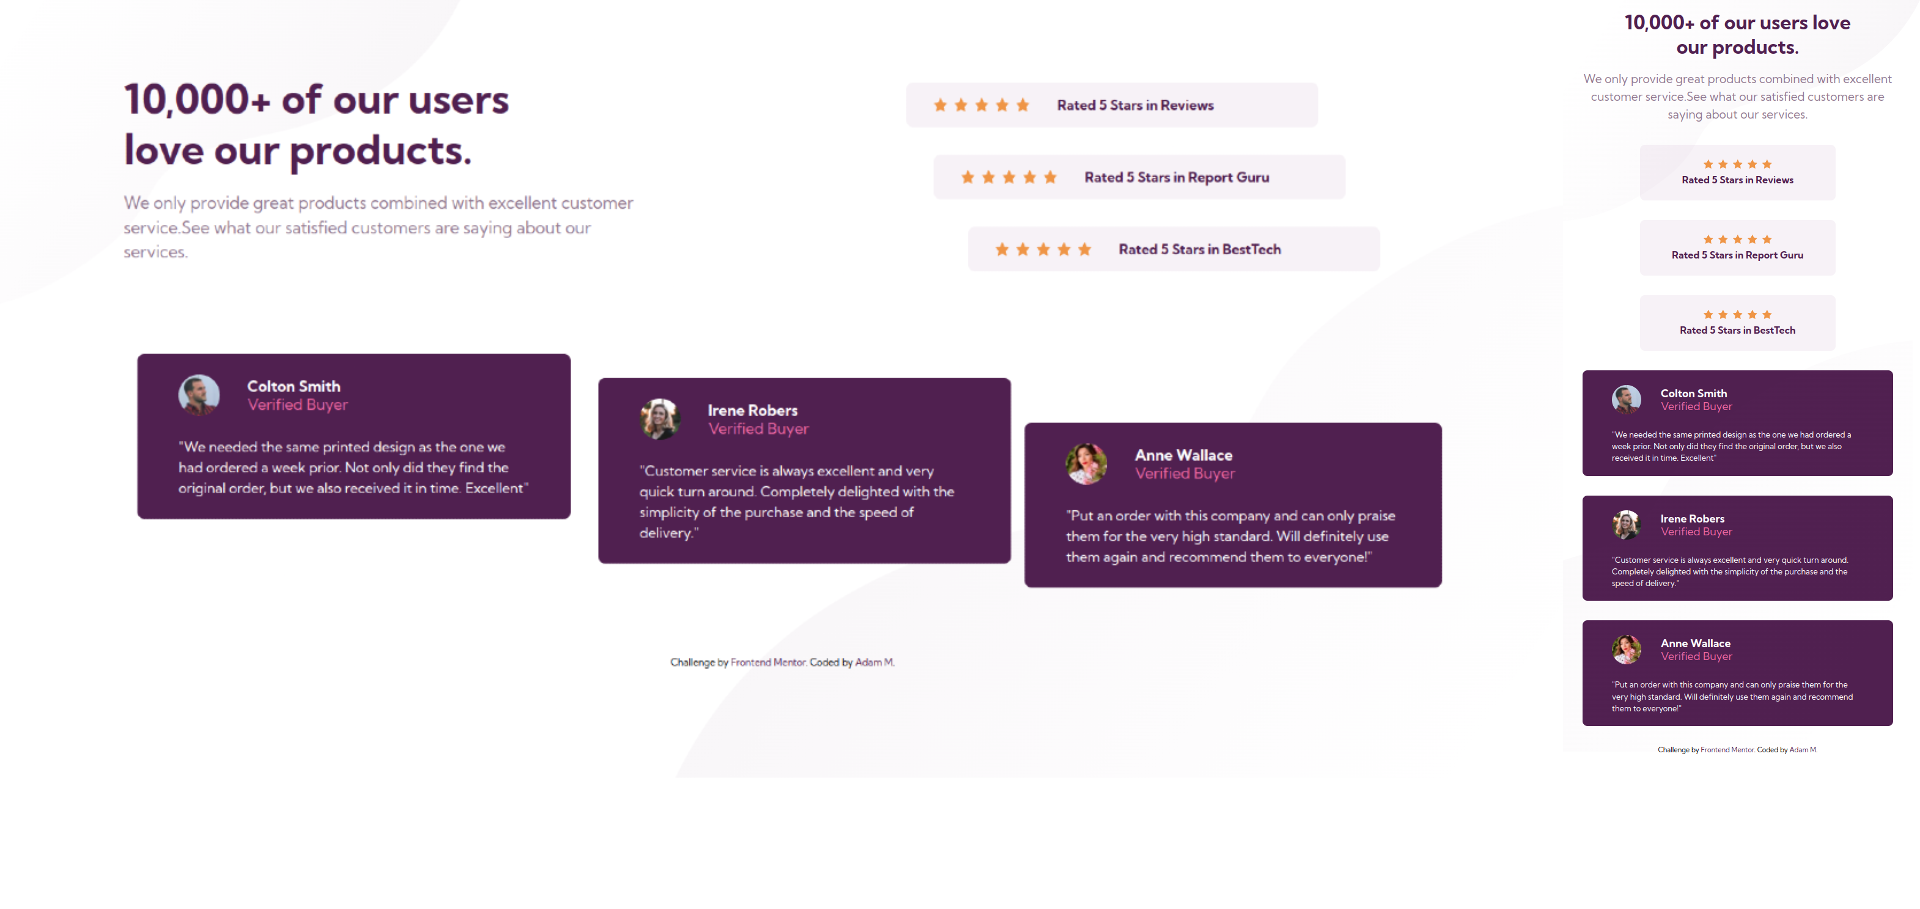 10,000+ of our users
love our products.
We only provide great products combined with excellent customer
service.See what our satisfied customers are saying about our
services.
Rated 5 Stars in Reviews
Rated 5 Stars in Report Guru
Rated 5 Stars in BestTech
Colton Smith
Verified Buyer
"We needed the same printed design as the one we
had ordered a week prior. Not only did they find the
original order, but we also received it in time. Excellent"
Irene Robers
Verified Buyer
"Customer service is always excellent and very
quick turn around. Completely delighted with the
simplicity of the purchase and the speed of
delivery."
Anne Wallace
Verified Buyer
"Put an order with this company and can only praise
them for the very high standard. Will definitely use
them again and recommend them to everyone!"
Challenge by Frontend Mentor. Coded by Adam M.
10,000+ of our users love
our products.
We only provide great products combined with excellent
customer service.See what our satisfied customers are
saying about our services.
Rated 5 Stars in Reviews
Rated 5 Stars in Report Guru
Rated 5 Stars in BestTech
Colton Smith
Verified Buyer
"We needed the same printed design as the one we had ordered a
week prior. Not only did they find the original order, but we also
received it in time. Excellent"
Irene Robers
Verified Buyer
"Customer service is always excellent and very quick turn around.
Completely delighted with the simplicity of the purchase and the
speed of delivery."
Anne Wallace
Verified Buyer
"Put an order with this company and can only praise them for the
very high standard. Will definitely use them again and recommend
them to everyone!"
Challenge by Frontend Mentor. Coded by Adam M.